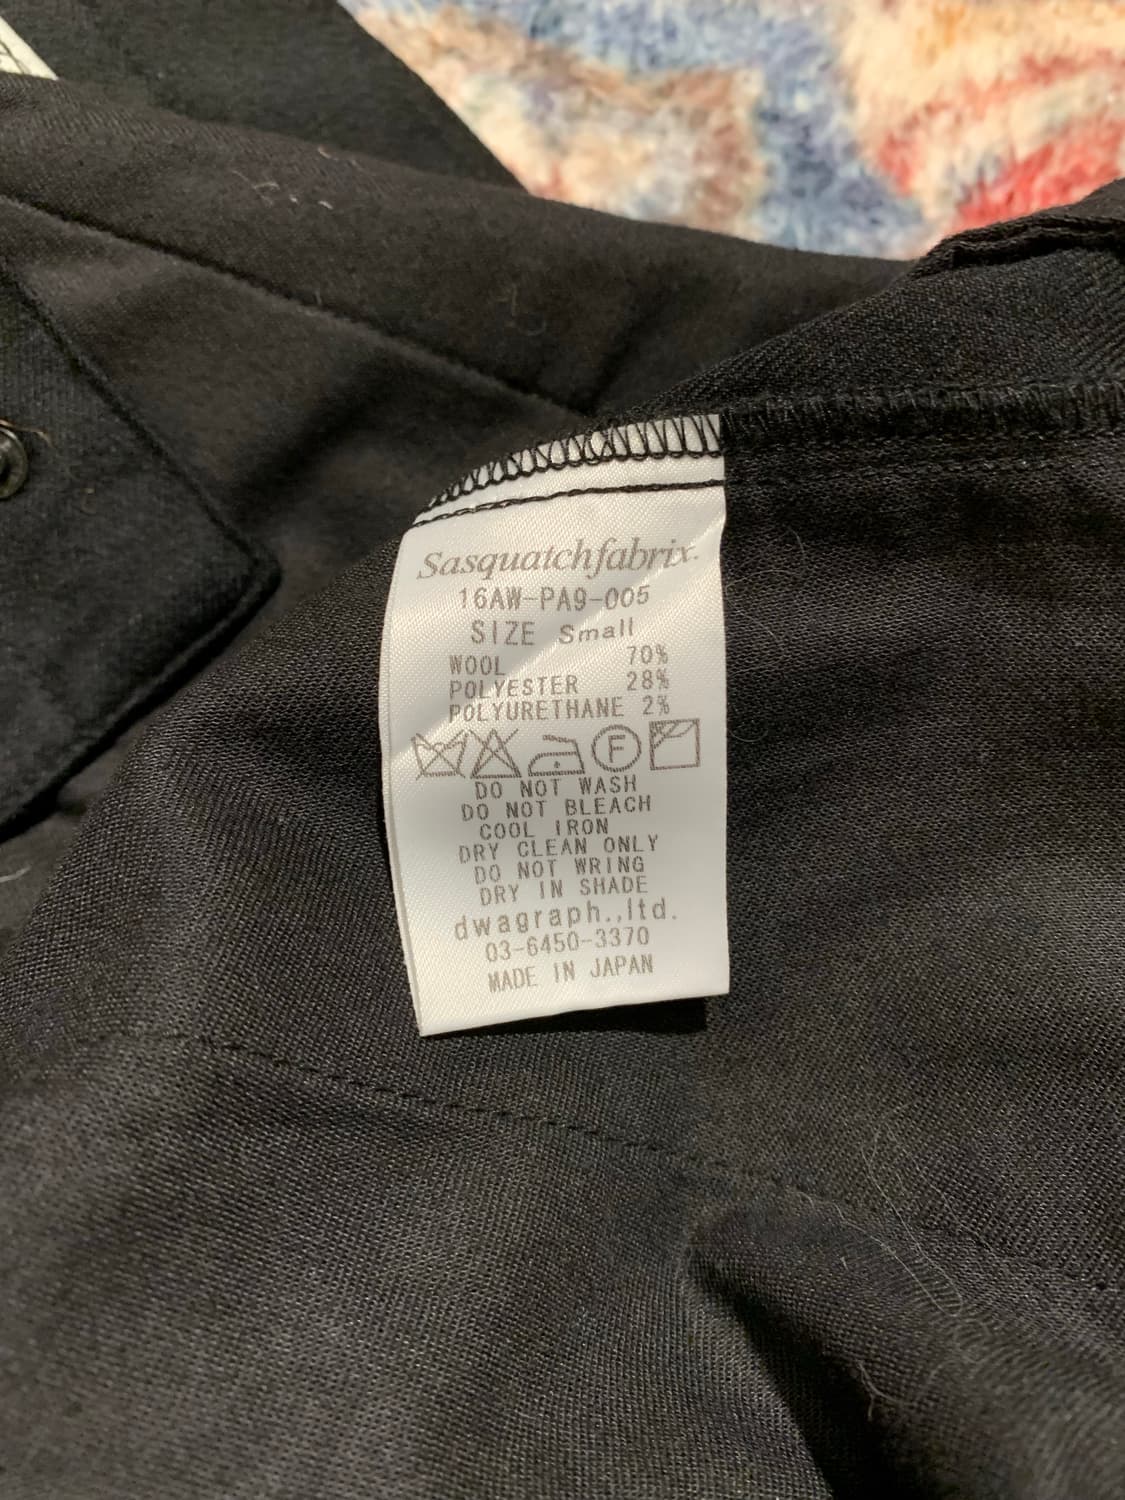 Sasquatchfabrix.
16AW-PA9-005
SIZE Small
WOOL 70%
POLYESTER 28%
POLYURETHANE 2%
F
DO NOT WASH
DO NOT BLEACH
COOL IRON
DRY CLEAN ONLY
DO NOT WRING
DRY IN SHADE
dwagraph.,ltd.
03-6450-3370
MADE IN JAPAN